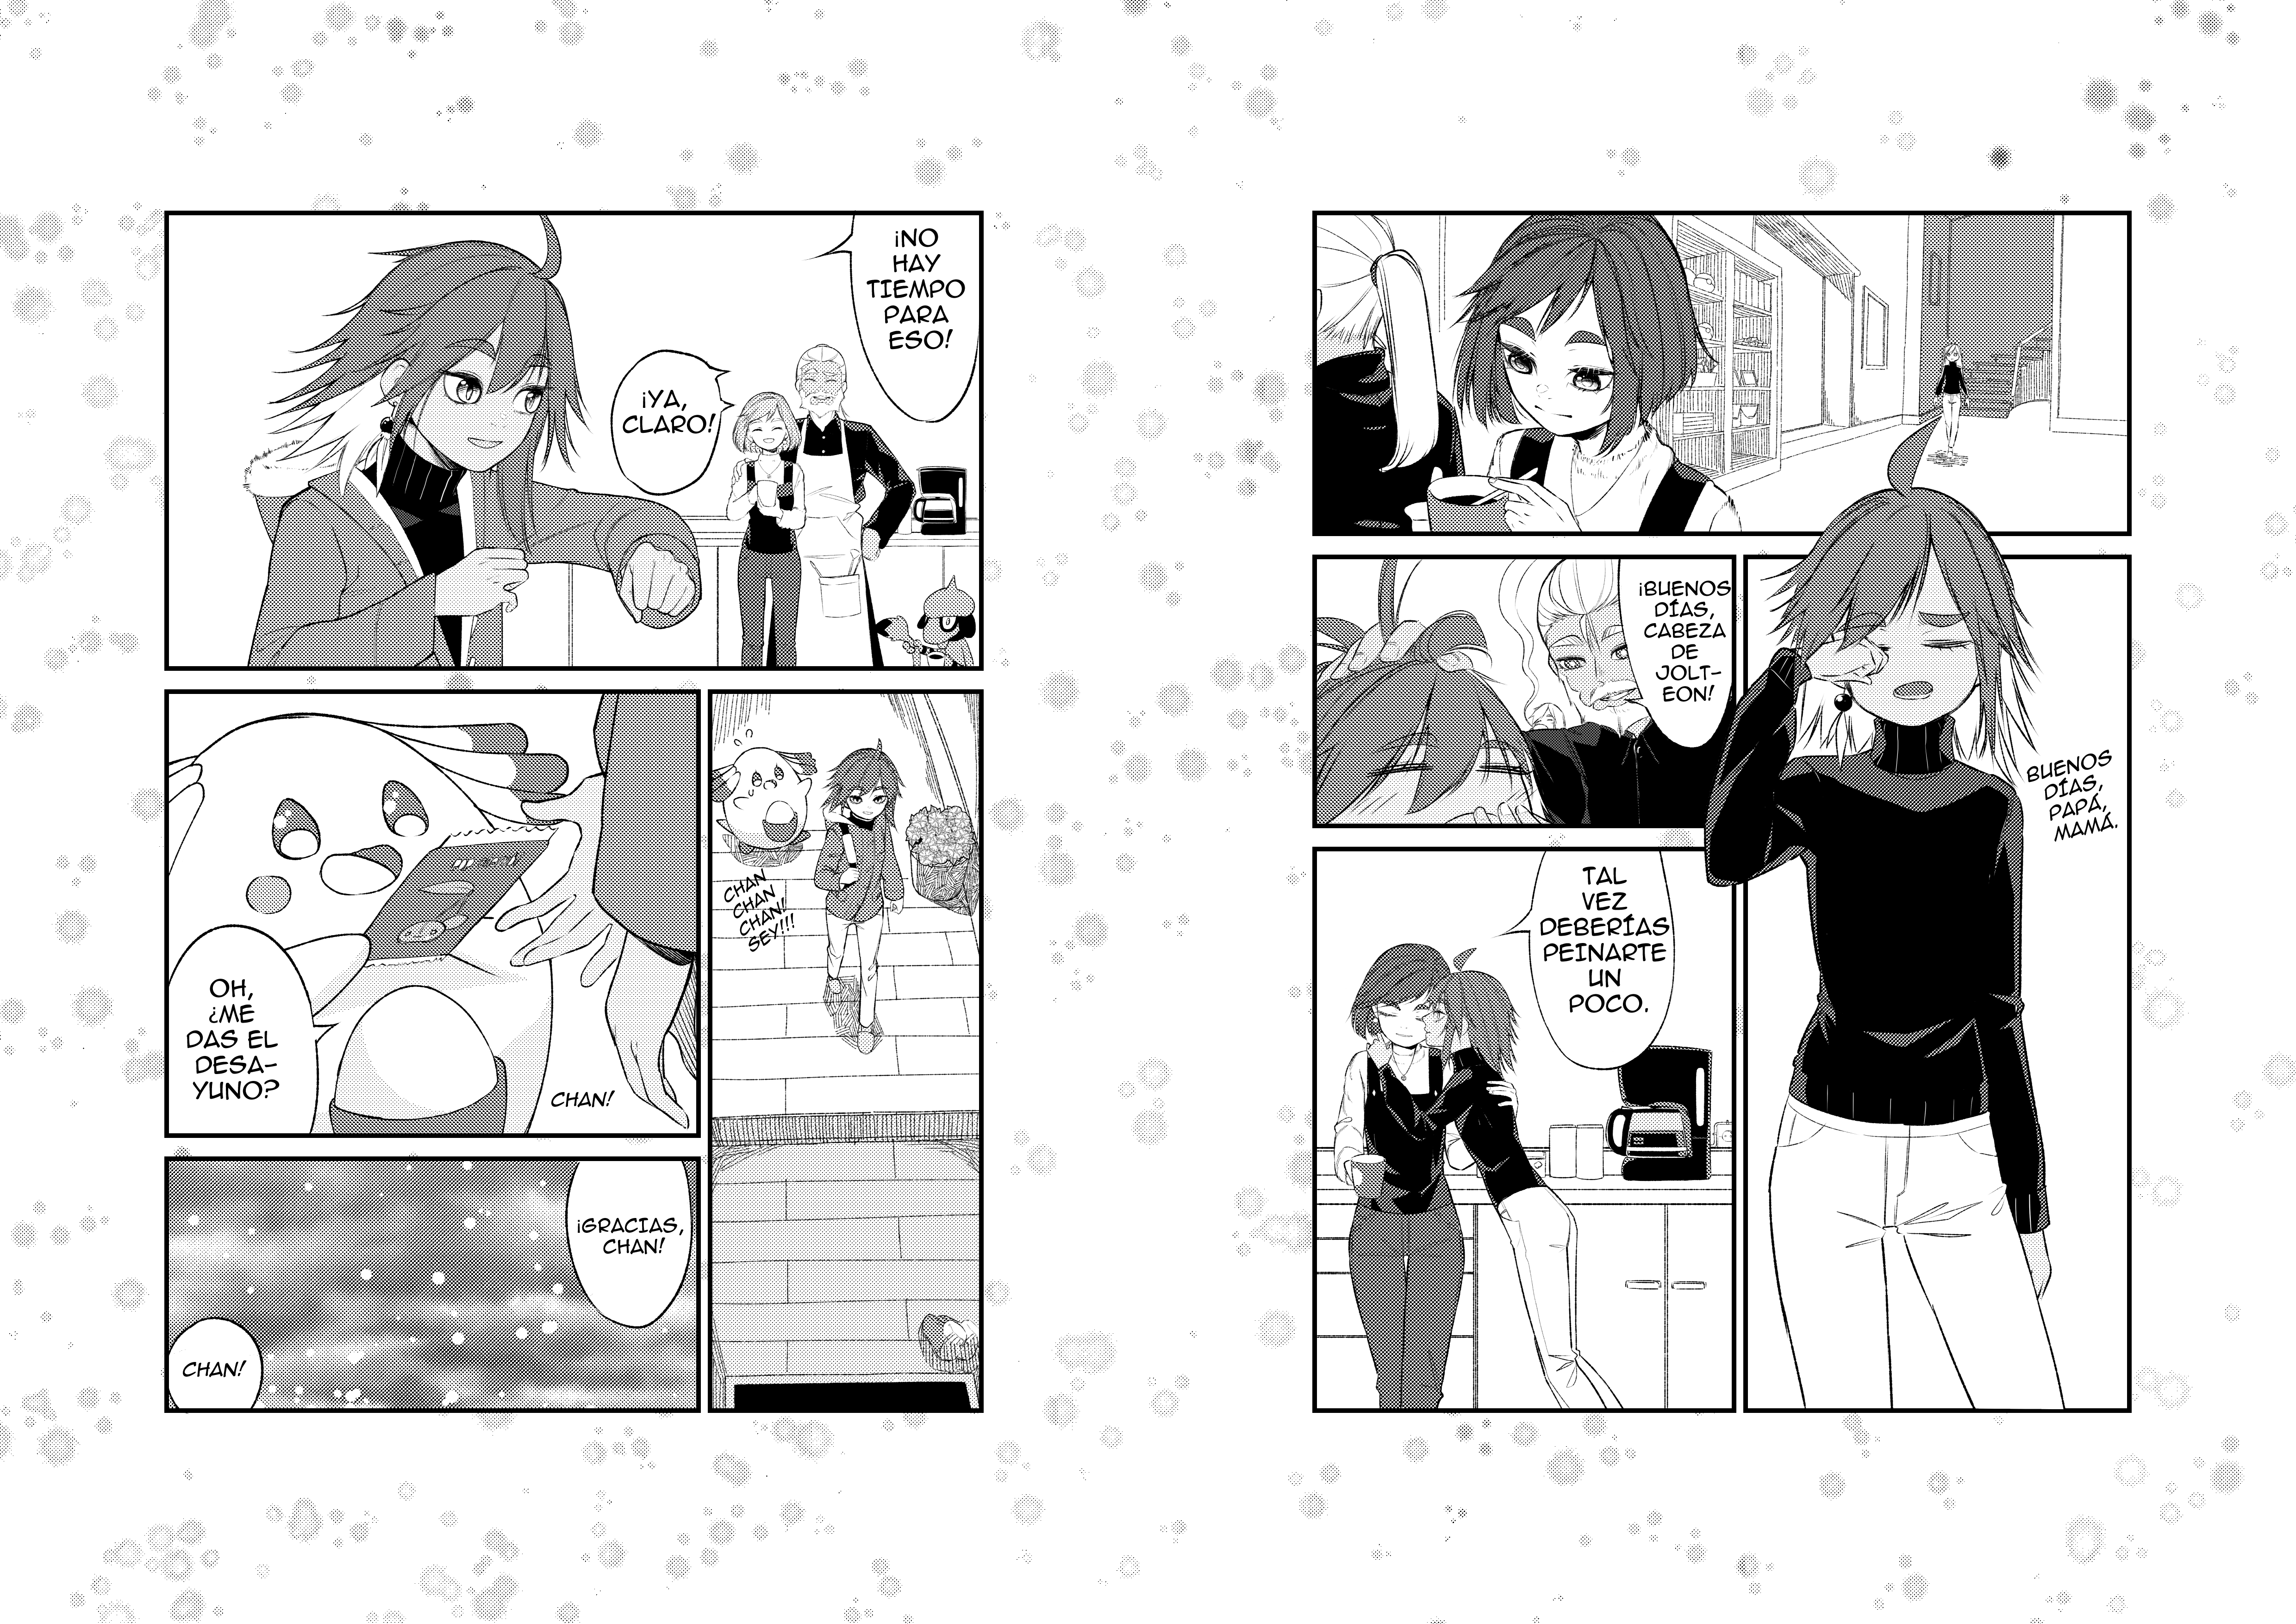 BUENOS
DÍAS,
PAPÁ,
MAMÁ.
¡BUENOS
DÍAS,
CABEZA
DE
JOLT-
EON!
TAL
VEZ
DEBERÍAS
PEINARTE
UN
POCO.
¡NO
HAY
TIEMPO
PARA
ESO!
¡YA,
CLARO!
CHAN
CHAN
CHAN!
SEY!!!
OH,
¿ME
DAS EL
DESA-
YUNO?
CHAN!
¡GRACIAS,
CHAN!
CHAN!